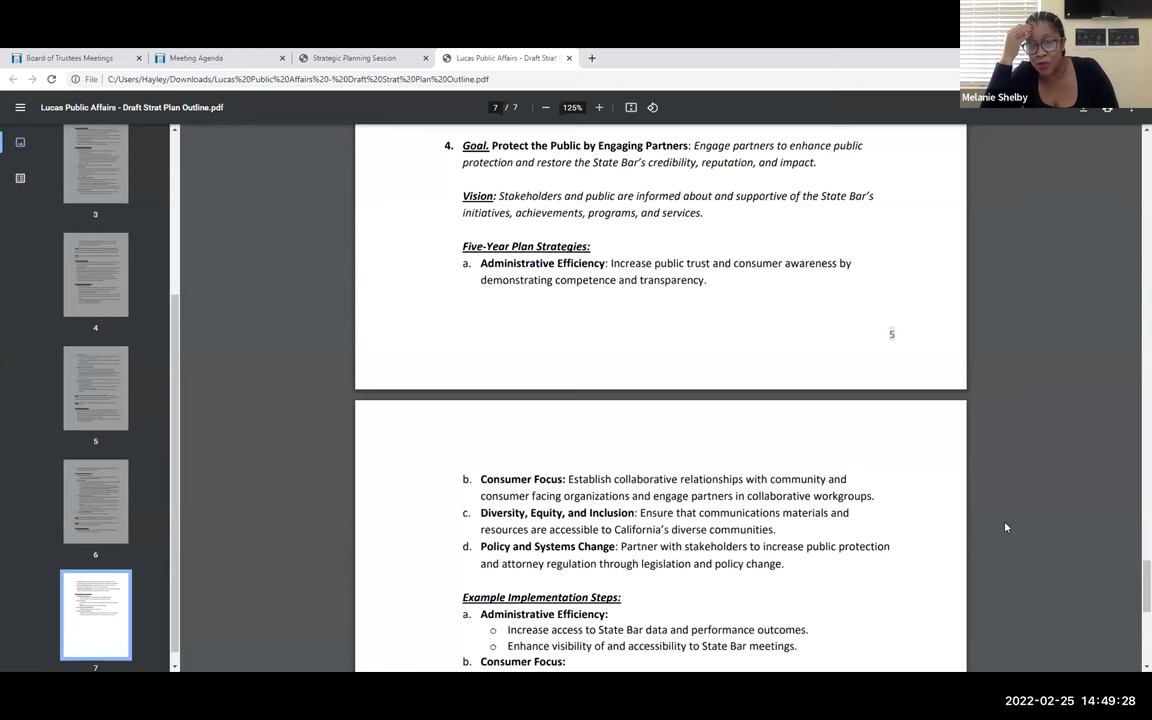 Board of Trustees Meetings
Meeting Agenda
Strategic Planning Session
Lucas Public Affairs - Draft Strat
File
C:/Users/Hayley/Downloads/Lucas%20Public%20Affairs%20-%20Draft%20Strat%20Plan%20Outline.pdf
Melanie Shelby
Lucas Public Affairs - Draft Strat Plan Outline.pdf
7 / 7
125%
3
4
5
6
7
4. Goal. Protect the Public by Engaging Partners: Engage partners to enhance public
protection and restore the State Bar's credibility, reputation, and impact.
Vision: Stakeholders and public are informed about and supportive of the State Bar's
initiatives, achievements, programs, and services.
Five-Year Plan Strategies:
a. Administrative Efficiency: Increase public trust and consumer awareness by
demonstrating competence and transparency.
5
b. Consumer Focus: Establish collaborative relationships with community and
consumer facing organizations and engage partners in collaborative workgroups.
c. Diversity, Equity, and Inclusion: Ensure that communications materials and
resources are accessible to California's diverse communities.
d. Policy and Systems Change: Partner with stakeholders to increase public protection
and attorney regulation through legislation and policy change.
Example Implementation Steps:
a. Administrative Efficiency:
o Increase access to State Bar data and performance outcomes.
o Enhance visibility of and accessibility to State Bar meetings.
b. Consumer Focus:
2022-02-25 14:49:28